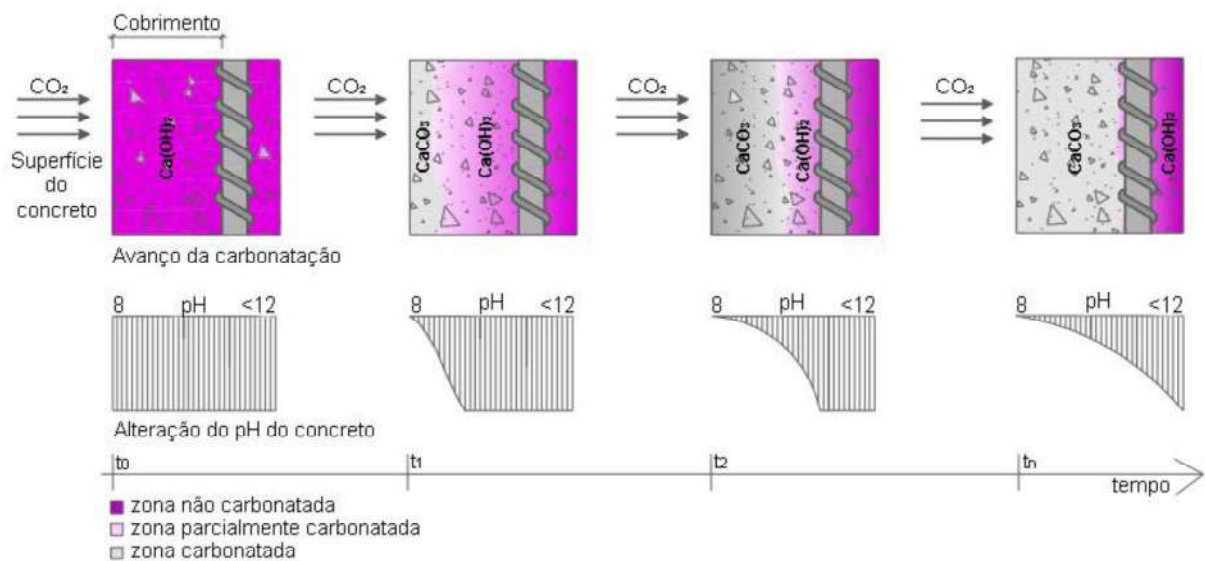 Cobrimento
CO₂
CO₂
CO₂
CO₂
Superfície
do
concreto
Ca(OH)₂
CaCO₃
Ca(OH)₂
CaCO₃
Ca(OH)₂
CaCO₃
Ca(OH)₂
Avanço da carbonatação
8 pH <12
8 pH <12
8 pH <12
8 pH <12
Alteração do pH do concreto
t₀
t₁
t₂
tₙ
tempo
zona não carbonatada
zona parcialmente carbonatada
zona carbonatada